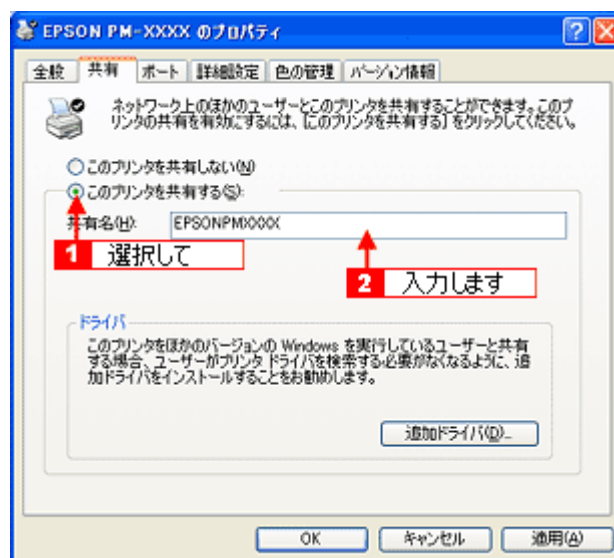 EPSON PM-XXXX のプロパティ
全般 共有 ポート 詳細設定 色の管理 バージョン情報
ネットワーク上のほかのユーザーとこのプリンタを共有することができます。このプ
リンタの共有を有効にするには、[このプリンタを共有する] をクリックしてください。
このプリンタを共有しない(N)
このプリンタを共有する(S):
共有名(H): EPSONPMXXXX
1 選択して
2 入力します
ドライバ
このプリンタをほかのバージョンの Windows を実行しているユーザーと共有
する場合、ユーザーがプリンタ ドライバを検索する必要がなくなるように、追
加ドライバをインストールすることをお勧めします。
追加ドライバ(D)...
OK キャンセル 適用(A)